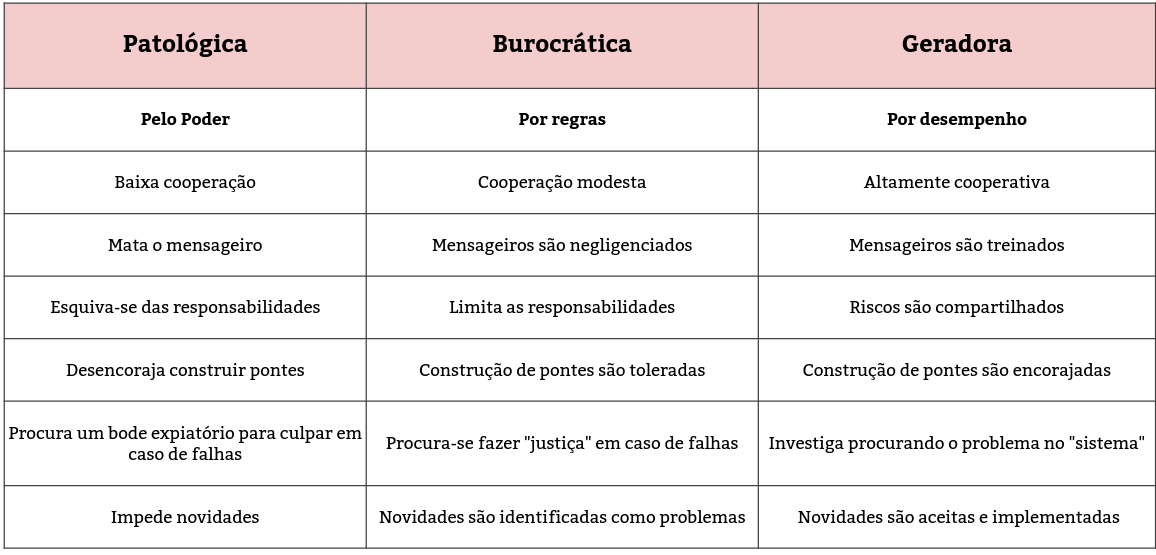 Patológica
Burocrática
Geradora
Pelo Poder
Por regras
Por desempenho
Baixa cooperação
Cooperação modesta
Altamente cooperativa
Mata o mensageiro
Mensageiros são negligenciados
Mensageiros são treinados
Esquiva-se das responsabilidades
Limita as responsabilidades
Riscos são compartilhados
Desencoraja construir pontes
Construção de pontes são toleradas
Construção de pontes são encorajadas
Procura um bode expiatório para culpar em
caso de falhas
Procura-se fazer "justiça" em caso de falhas
Investiga procurando o problema no "sistema"
Impede novidades
Novidades são identificadas como problemas
Novidades são aceitas e implementadas